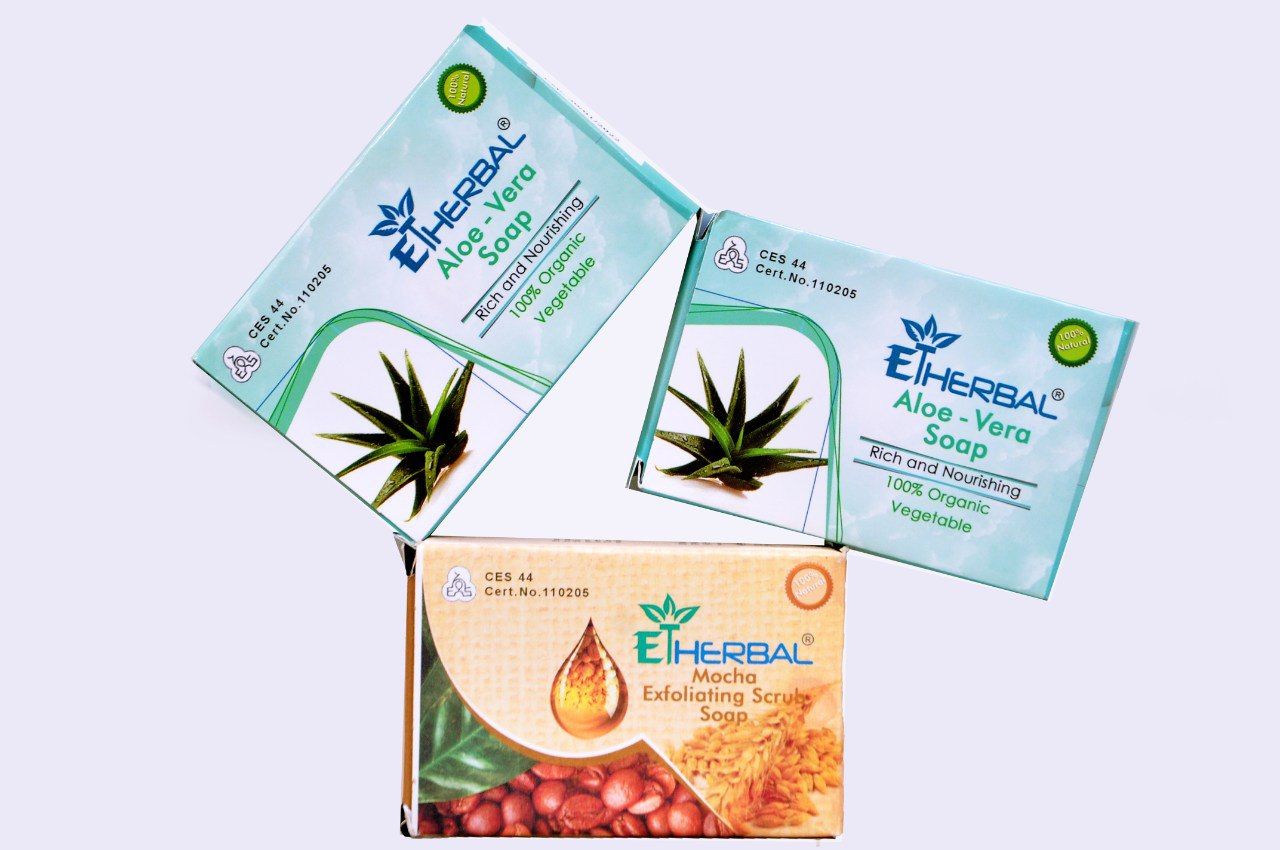 100%
Natural
ETHERBAL®
Aloe - Vera
Soap
Rich and Nourishing
100% Organic
Vegetable
CES 44
Cert.No.110205
CES 44
Cert.No.110205
100%
Natural
ETHERBAL®
Aloe - Vera
Soap
Rich and Nourishing
100% Organic
Vegetable
CES 44
Cert.No.110205
100%
Natural
ETHERBAL®
Mocha
Exfoliating Scrub
Soap